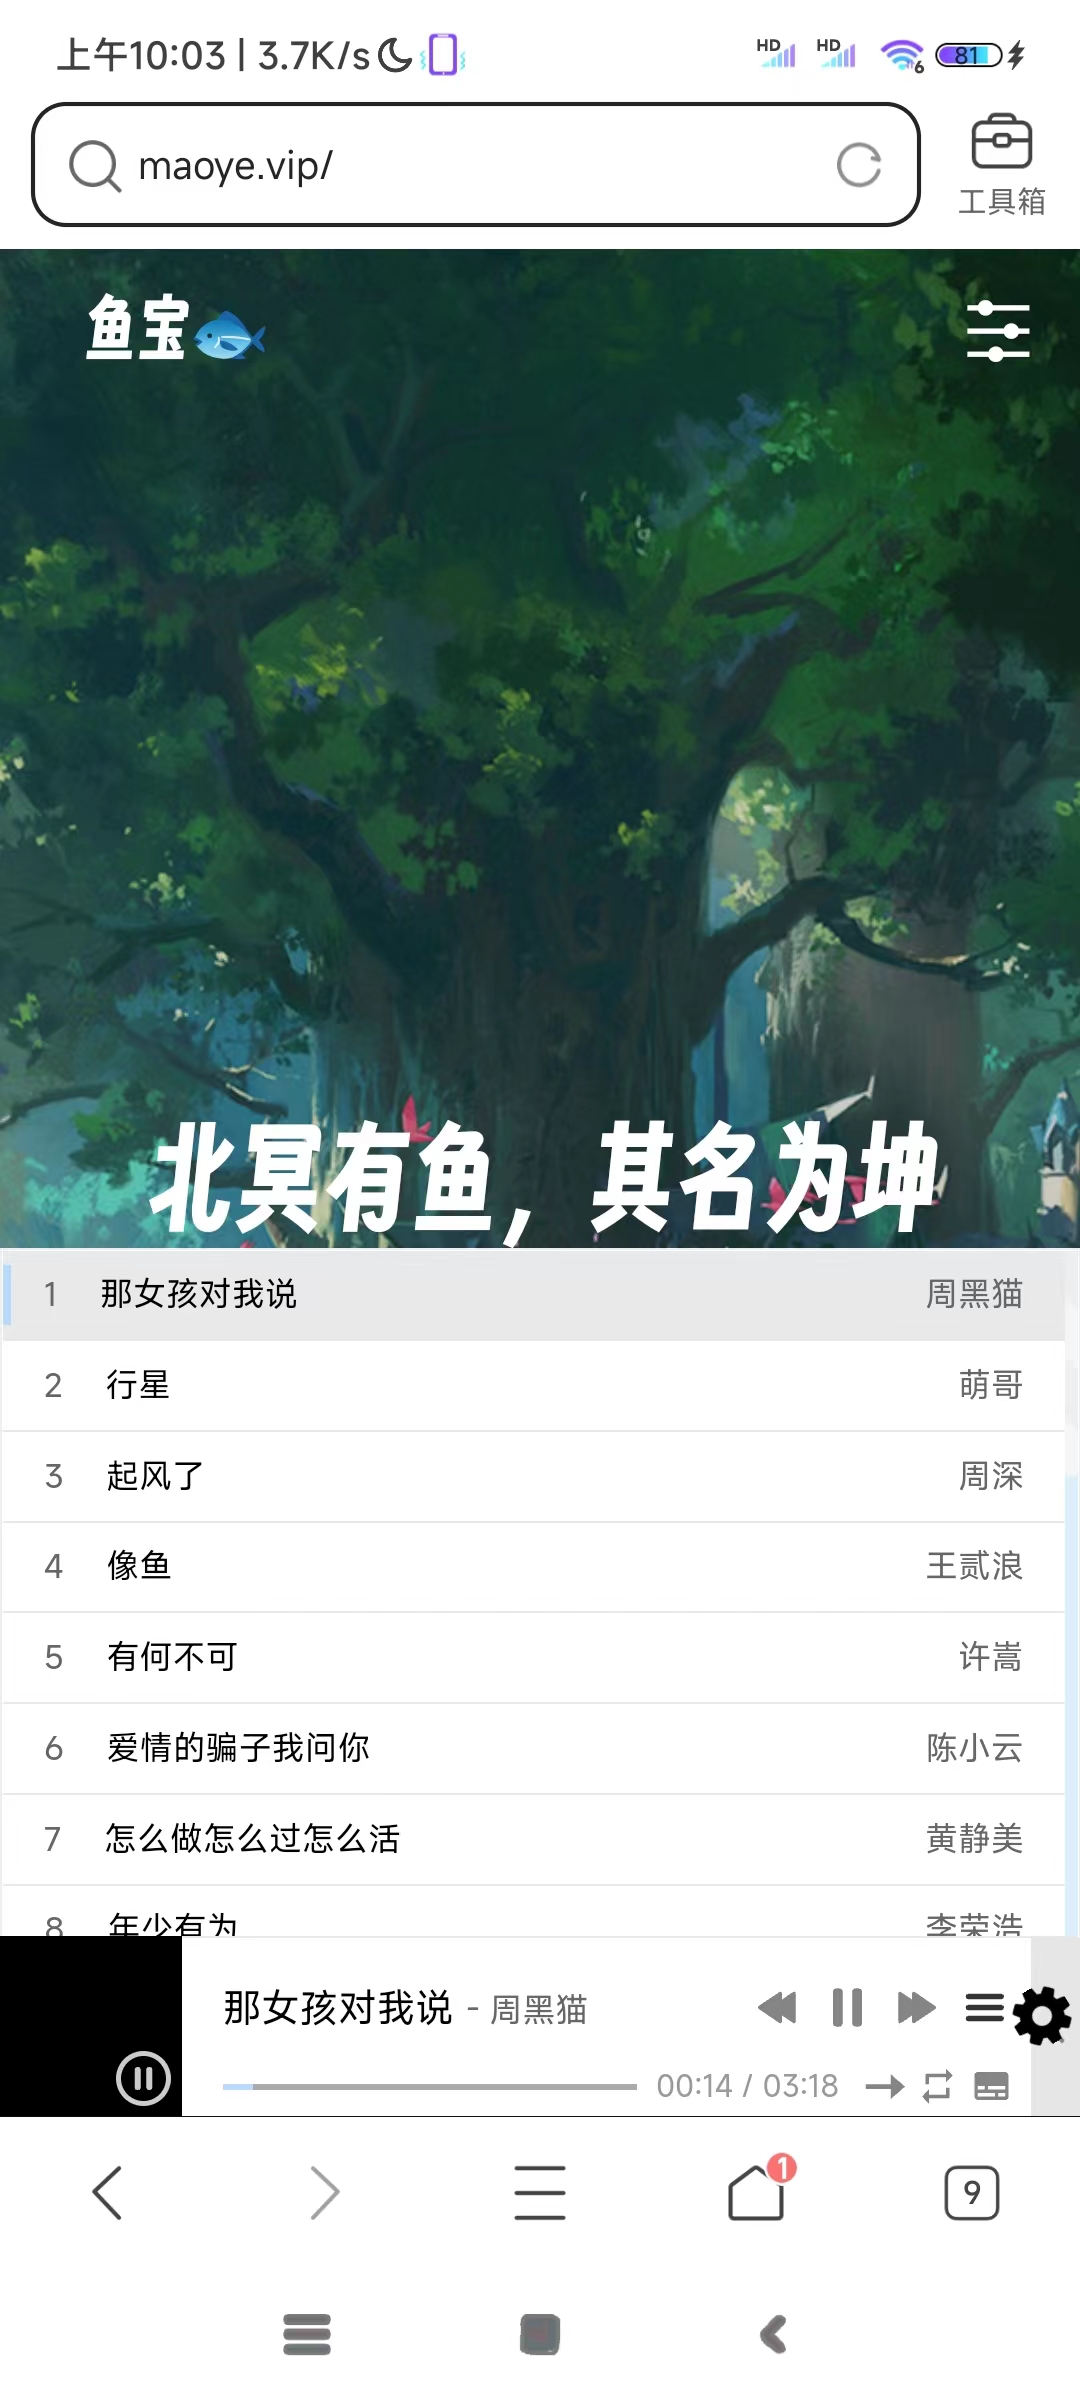 上午10:03 | 3.7K/s
HD HD 6 81
maoye.vip/
工具箱
鱼宝
北冥有鱼，其名为坤
1 那女孩对我说 周黑猫
2 行星 萌哥
3 起风了 周深
4 像鱼 王贰浪
5 有何不可 许嵩
6 爱情的骗子我问你 陈小云
7 怎么做怎么过怎么活 黄静美
8 年少有为 李荣浩
那女孩对我说 - 周黑猫
00:14 / 03:18
1
9